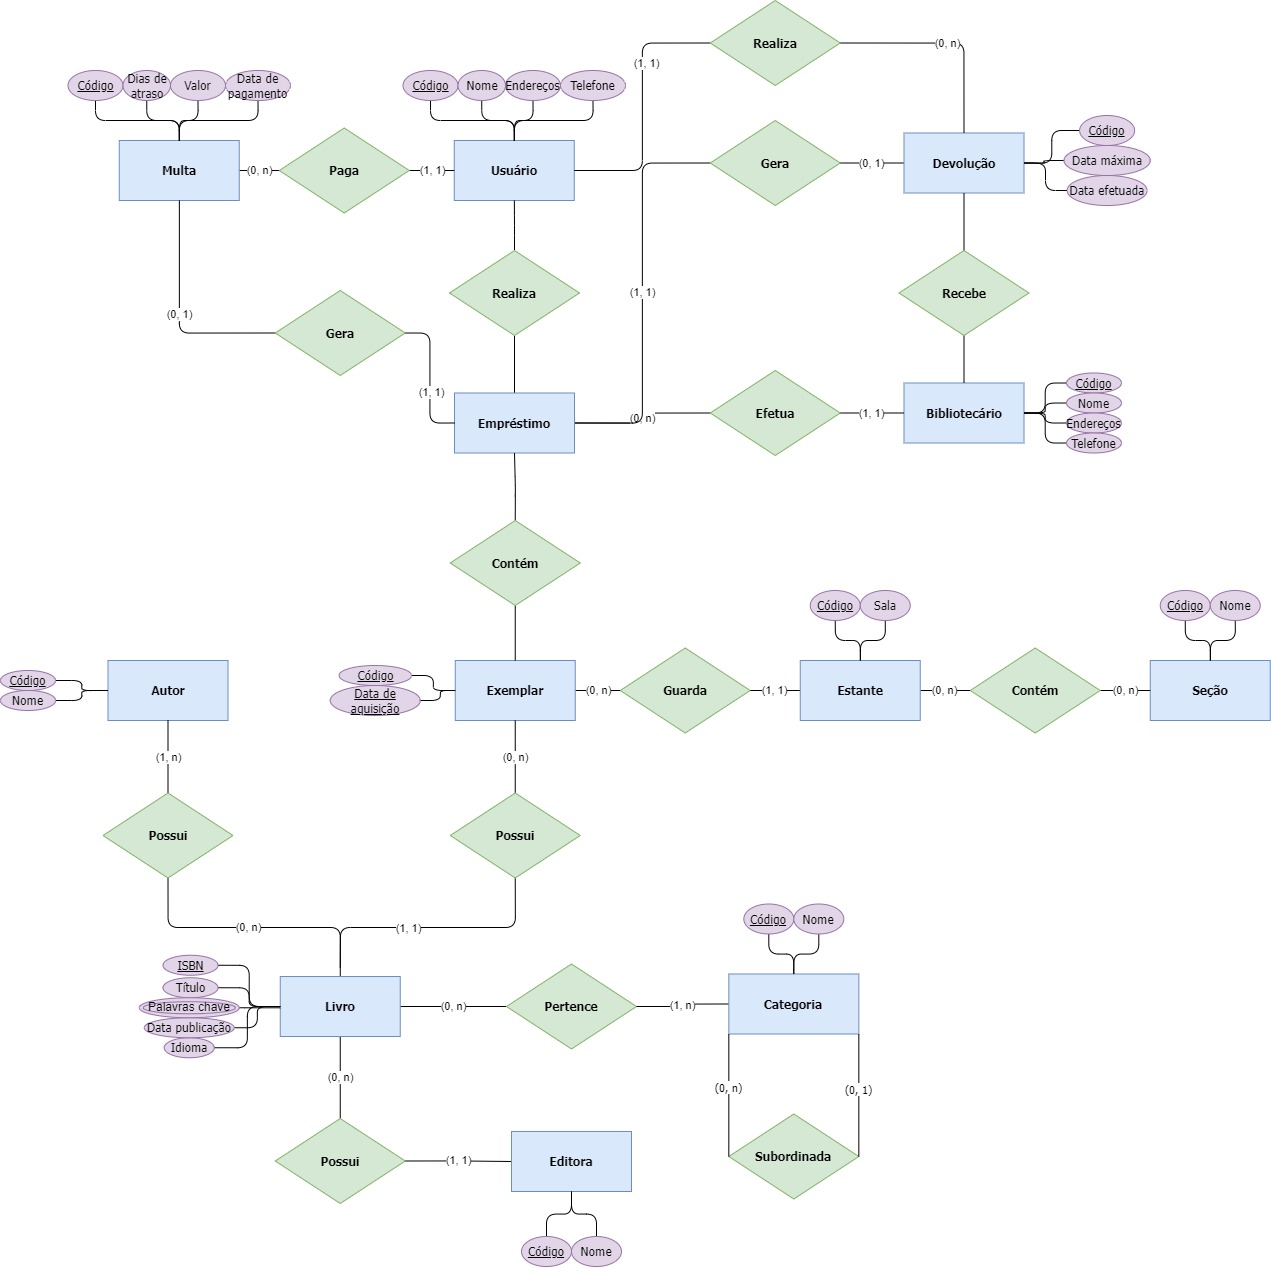 Realiza
(1, 1)
(0, n)
Código
Dias de
atraso
Valor
Data de
pagamento
Código
Nome
Endereços
Telefone
Multa
(0, n)
Paga
(1, 1)
Usuário
Gera
(0, 1)
Devolução
Código
Data máxima
Data efetuada
Realiza
(1, 1)
Recebe
(0, 1)
Gera
(1, 1)
Empréstimo
(0, n)
Efetua
(1, 1)
Bibliotecário
Código
Nome
Endereços
Telefone
Contém
Código
Sala
Código
Nome
Código
Nome
Autor
Código
Data de
aquisição
Exemplar
(0, n)
Guarda
(1, 1)
Estante
(0, n)
Contém
(0, n)
Seção
(1, n)
(0, n)
Possui
Possui
(0, n)
(1, 1)
Código
Nome
ISBN
Título
Palavras chave
Data publicação
Idioma
Livro
(0, n)
Pertence
(1, n)
Categoria
(0, n)
(0, n)
(0, 1)
Possui
(1, 1)
Editora
Subordinada
Código
Nome